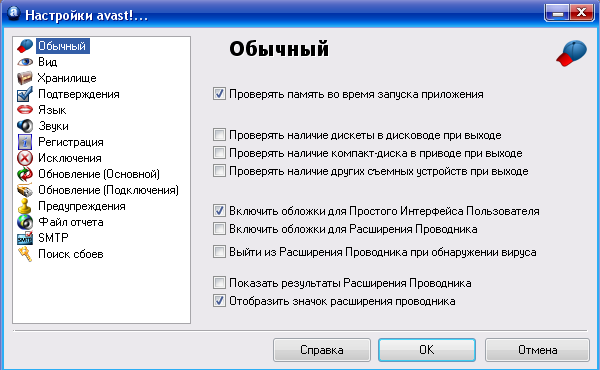 Настройки avast!...
Обычный
Вид
Хранилище
Подтверждения
Язык
Звуки
Регистрация
Исключения
Обновление (Основной)
Обновление (Подключения)
Предупреждения
Файл отчета
SMTP
Поиск сбоев
Обычный
Проверять память во время запуска приложения
Проверять наличие дискеты в дисководе при выходе
Проверять наличие компакт-диска в приводе при выходе
Проверять наличие других съемных устройств при выходе
Включить обложки для Простого Интерфейса Пользователя
Включить обложки для Расширения Проводника
Выйти из Расширения Проводника при обнаружении вируса
Показать результаты Расширения Проводника
Отобразить значок расширения проводника
Справка
OK
Отмена